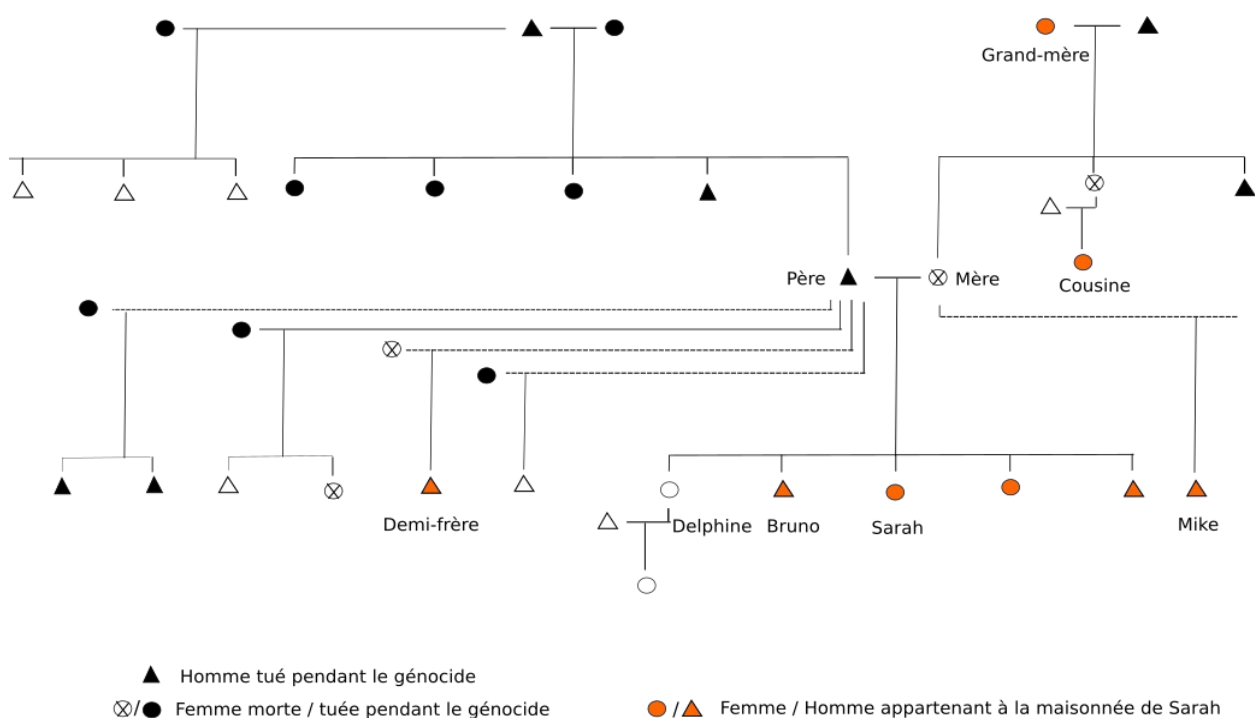 Grand-mère
Père
Mère
Cousine
Demi-frère
Delphine
Bruno
Sarah
Mike
Homme tué pendant le génocide
/ Femme morte / tuée pendant le génocide
/ Femme / Homme appartenant à la maisonnée de Sarah